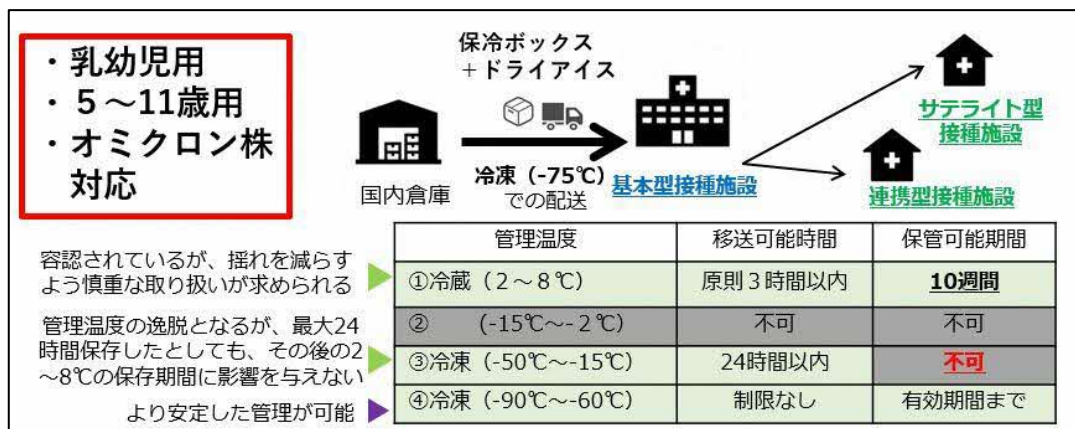 ・乳幼児用
・５～11歳用
・オミクロン株
対応
保冷ボックス
＋ドライアイス
国内倉庫
冷凍（-75℃）
での配送
基本型接種施設
サテライト型
接種施設
連携型接種施設
管理温度 移送可能時間 保管可能期間
容認されているが、揺れを減らす
よう慎重な取り扱いが求められる
①冷蔵（２～８℃） 原則３時間以内 10週間
管理温度の逸脱となるが、最大24
時間保存したとしても、その後の2
～8℃の保存期間に影響を与えない
② (-15℃～-２℃） 不可 不可
③冷凍（-50℃～-15℃） 24時間以内 不可
より安定した管理が可能
④冷凍（-90℃～-60℃） 制限なし 有効期間まで